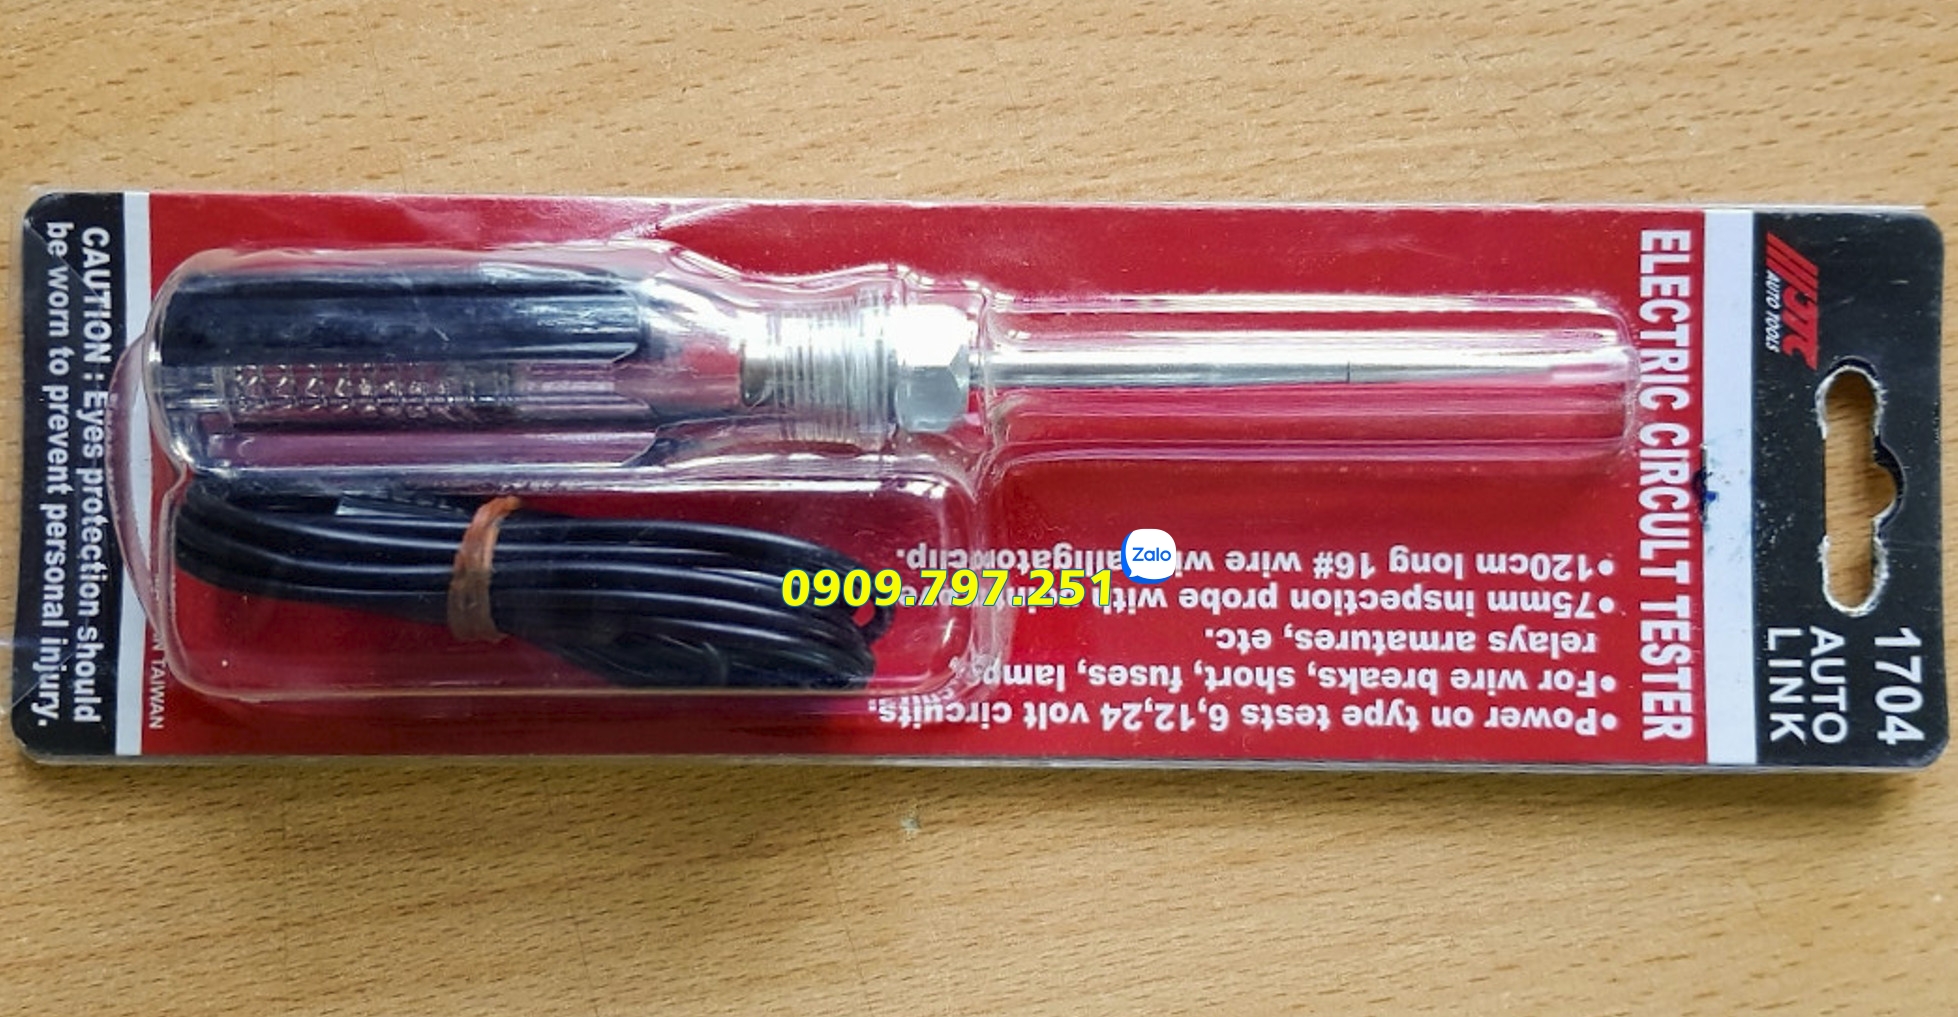 JTC
AUTO TOOLS
1704
AUTO
LINK
ELECTRIC CIRCULT TESTER
•Power on type tests 6,12,24 volt circuits.
•For wire breaks, short, fuses, lamps,
relays armatures, etc.
•75mm inspection probe with
•120cm long 16# wire alligator clip.
0909.797.251
Zalo
TAIWAN
CAUTION : Eyes protection should
be worn to prevent personal injury.